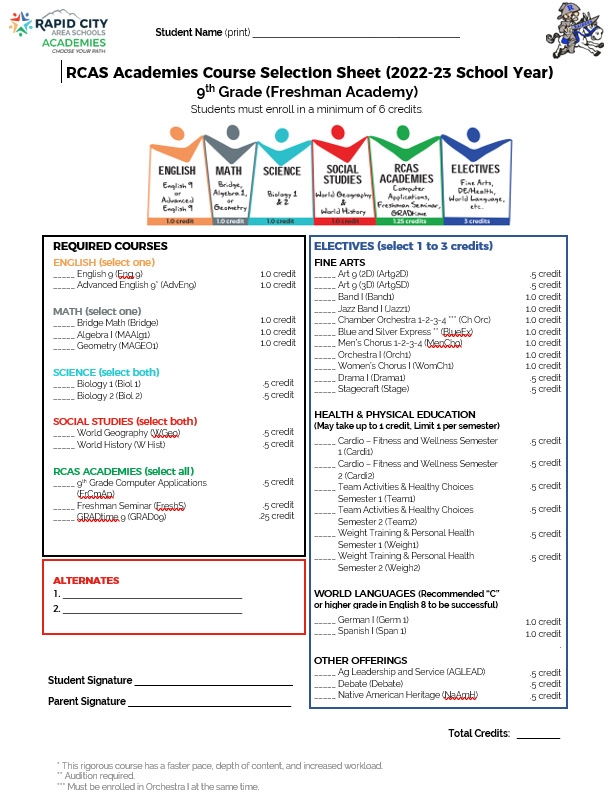 RAPID CITY
AREA SCHOOLS
ACADEMIES
CHOOSE YOUR PATH
Student Name (print) ____________________
RCAS Academies Course Selection Sheet (2022-23 School Year)
9th Grade (Freshman Academy)
Students must enroll in a minimum of 6 credits.
ENGLISH
English 9
or
Advanced
English 9
1.0 credit
MATH
Bridge,
Algebra 1,
or
Geometry
1.0 credit
SCIENCE
Biology 1
& 2
1.0 credit
SOCIAL
STUDIES
World Geography
&
World History
1.0 credit
RCAS
ACADEMIES
Computer
Applications,
Freshman Seminar,
GRADtime
1.25 credits
ELECTIVES
Fine Arts,
PE/Health,
World Language,
etc..
3 credits
REQUIRED COURSES
ENGLISH (select one)
_____ English 9 (Eng 9) 1.0 credit
_____ Advanced English 9* (AdvEng) 1.0 credit
MATH (select one)
_____ Bridge Math (Bridge) 1.0 credit
_____ Algebra I (MAAlg1) 1.0 credit
_____ Geometry (MAGEO1) 1.0 credit
SCIENCE (select both)
_____ Biology 1 (Biol 1) .5 credit
_____ Biology 2 (Biol 2) .5 credit
SOCIAL STUDIES (select both)
_____ World Geography (WGeo) .5 credit
_____ World History (W Hist) .5 credit
RCAS ACADEMIES (select all)
_____ 9th Grade Computer Applications .5 credit
(FrCmAp)
_____ Freshman Seminar (FreshS) .5 credit
_____ GRADtime 9 (GRAD09) .25 credit
ALTERNATES
1. ____________________
2. ____________________
Student Signature ____________________
Parent Signature ____________________
ELECTIVES (select 1 to 3 credits)
FINE ARTS
_____ Art 9 (2D) (Art92D) .5 credit
_____ Art 9 (3D) (Art9SD) .5 credit
_____ Band I (Band1) 1.0 credit
_____ Jazz Band I (Jazz1) 1.0 credit
_____ Chamber Orchestra 1-2-3-4 *** (Ch Orc) 1.0 credit
_____ Blue and Silver Express ** (BlueEx) 1.0 credit
_____ Men's Chorus 1-2-3-4 (MenCho) 1.0 credit
_____ Orchestra I (Orch1) 1.0 credit
_____ Women's Chorus I (WomCh1) 1.0 credit
_____ Drama I (Drama1) .5 credit
_____ Stagecraft (Stage) .5 credit
HEALTH & PHYSICAL EDUCATION
(May take up to 1 credit, Limit 1 per semester)
_____ Cardio – Fitness and Wellness Semester .5 credit
1 (Cardi1)
_____ Cardio – Fitness and Wellness Semester .5 credit
2 (Cardi2)
_____ Team Activities & Healthy Choices .5 credit
Semester 1 (Team1)
_____ Team Activities & Healthy Choices .5 credit
Semester 2 (Team2)
_____ Weight Training & Personal Health .5 credit
Semester 1 (Weigh1)
_____ Weight Training & Personal Health .5 credit
Semester 2 (Weigh2)
WORLD LANGUAGES (Recommended "C"
or higher grade in English 8 to be successful)
_____ German I (Germ 1) 1.0 credit
_____ Spanish I (Span 1) 1.0 credit
OTHER OFFERINGS
_____ Ag Leadership and Service (AGLEAD) .5 credit
_____ Debate (Debate) .5 credit
_____ Native American Heritage (NaAmH) .5 credit
Total Credits: ________
* This rigorous course has a faster pace, depth of content, and increased workload.
** Audition required.
*** Must be enrolled in Orchestra I at the same time.